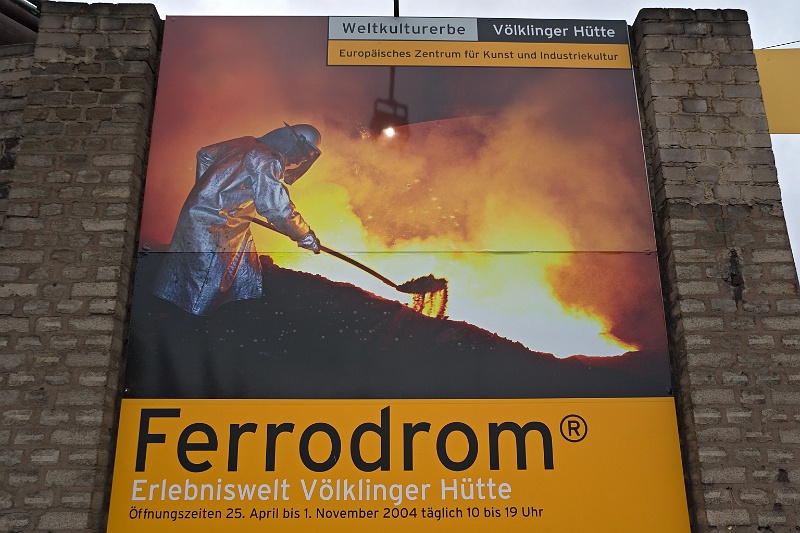 Weltkulturerbe Völklinger Hütte
Europäisches Zentrum für Kunst und Industriekultur
Ferrodrom®
Erlebniswelt Völklinger Hütte
Öffnungszeiten 25. April bis 1. November 2004 täglich 10 bis 19 Uhr